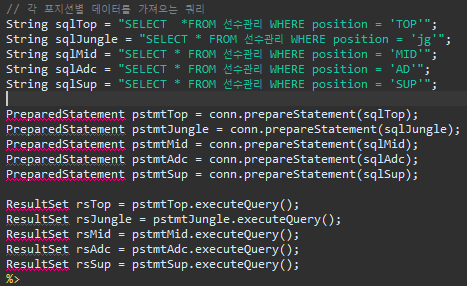 // 각 포지션별 데이터를 가져오는 쿼리
String sqlTop = "SELECT  *FROM 선수관리 WHERE position = 'TOP'";
String sqlJungle = "SELECT * FROM 선수관리 WHERE position = 'jg'";
String sqlMid = "SELECT * FROM 선수관리 WHERE position = 'MID'";
String sqlAdc = "SELECT * FROM 선수관리 WHERE position = 'AD'";
String sqlSup = "SELECT * FROM 선수관리 WHERE position = 'SUP'";
PreparedStatement pstmtTop = conn.prepareStatement(sqlTop);
PreparedStatement pstmtJungle = conn.prepareStatement(sqlJungle);
PreparedStatement pstmtMid = conn.prepareStatement(sqlMid);
PreparedStatement pstmtAdc = conn.prepareStatement(sqlAdc);
PreparedStatement pstmtSup = conn.prepareStatement(sqlSup);
ResultSet rsTop = pstmtTop.executeQuery();
ResultSet rsJungle = pstmtJungle.executeQuery();
ResultSet rsMid = pstmtMid.executeQuery();
ResultSet rsAdc = pstmtAdc.executeQuery();
ResultSet rsSup = pstmtSup.executeQuery();
%>